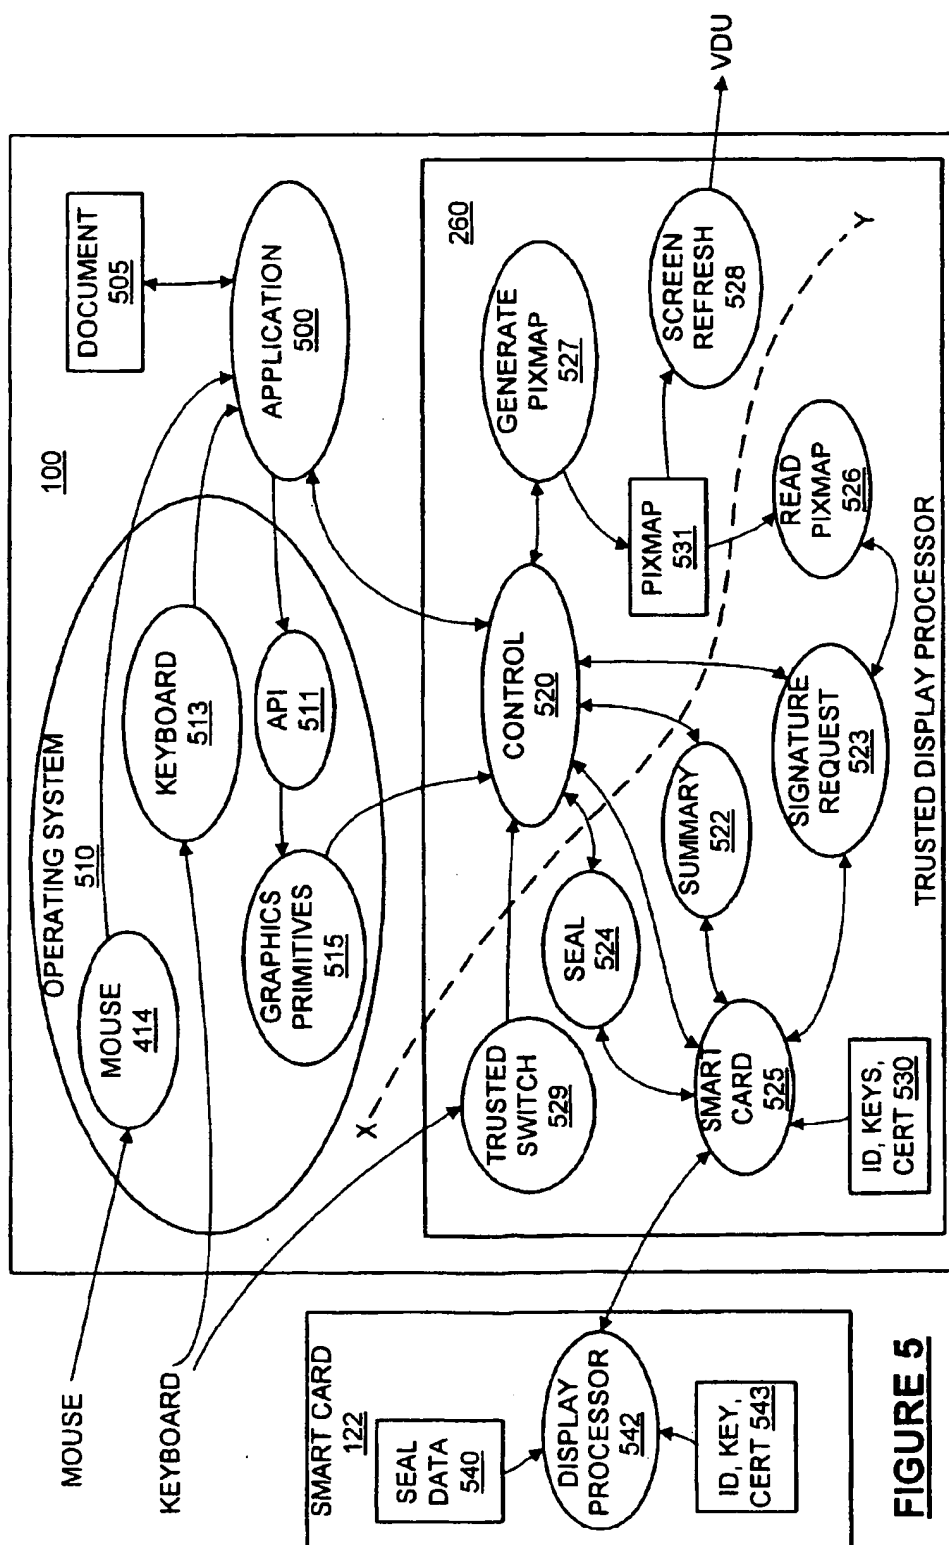 MOUSE
KEYBOARD
100
OPERATING SYSTEM
510
MOUSE
414
KEYBOARD
513
GRAPHICS
PRIMITIVES
515
API
511
DOCUMENT
505
APPLICATION
500
X
260
TRUSTED
SWITCH
529
SEAL
524
CONTROL
520
GENERATE
PIXMAP
527
PIXMAP
531
SCREEN
REFRESH
528
VDU
Y
SMART
CARD
525
SUMMARY
522
SIGNATURE
REQUEST
523
READ
PIXMAP
526
ID, KEYS,
CERT 530
TRUSTED DISPLAY PROCESSOR
SMART CARD
122
SEAL
DATA
540
DISPLAY
PROCESSOR
542
ID, KEY,
CERT 543
FIGURE 5